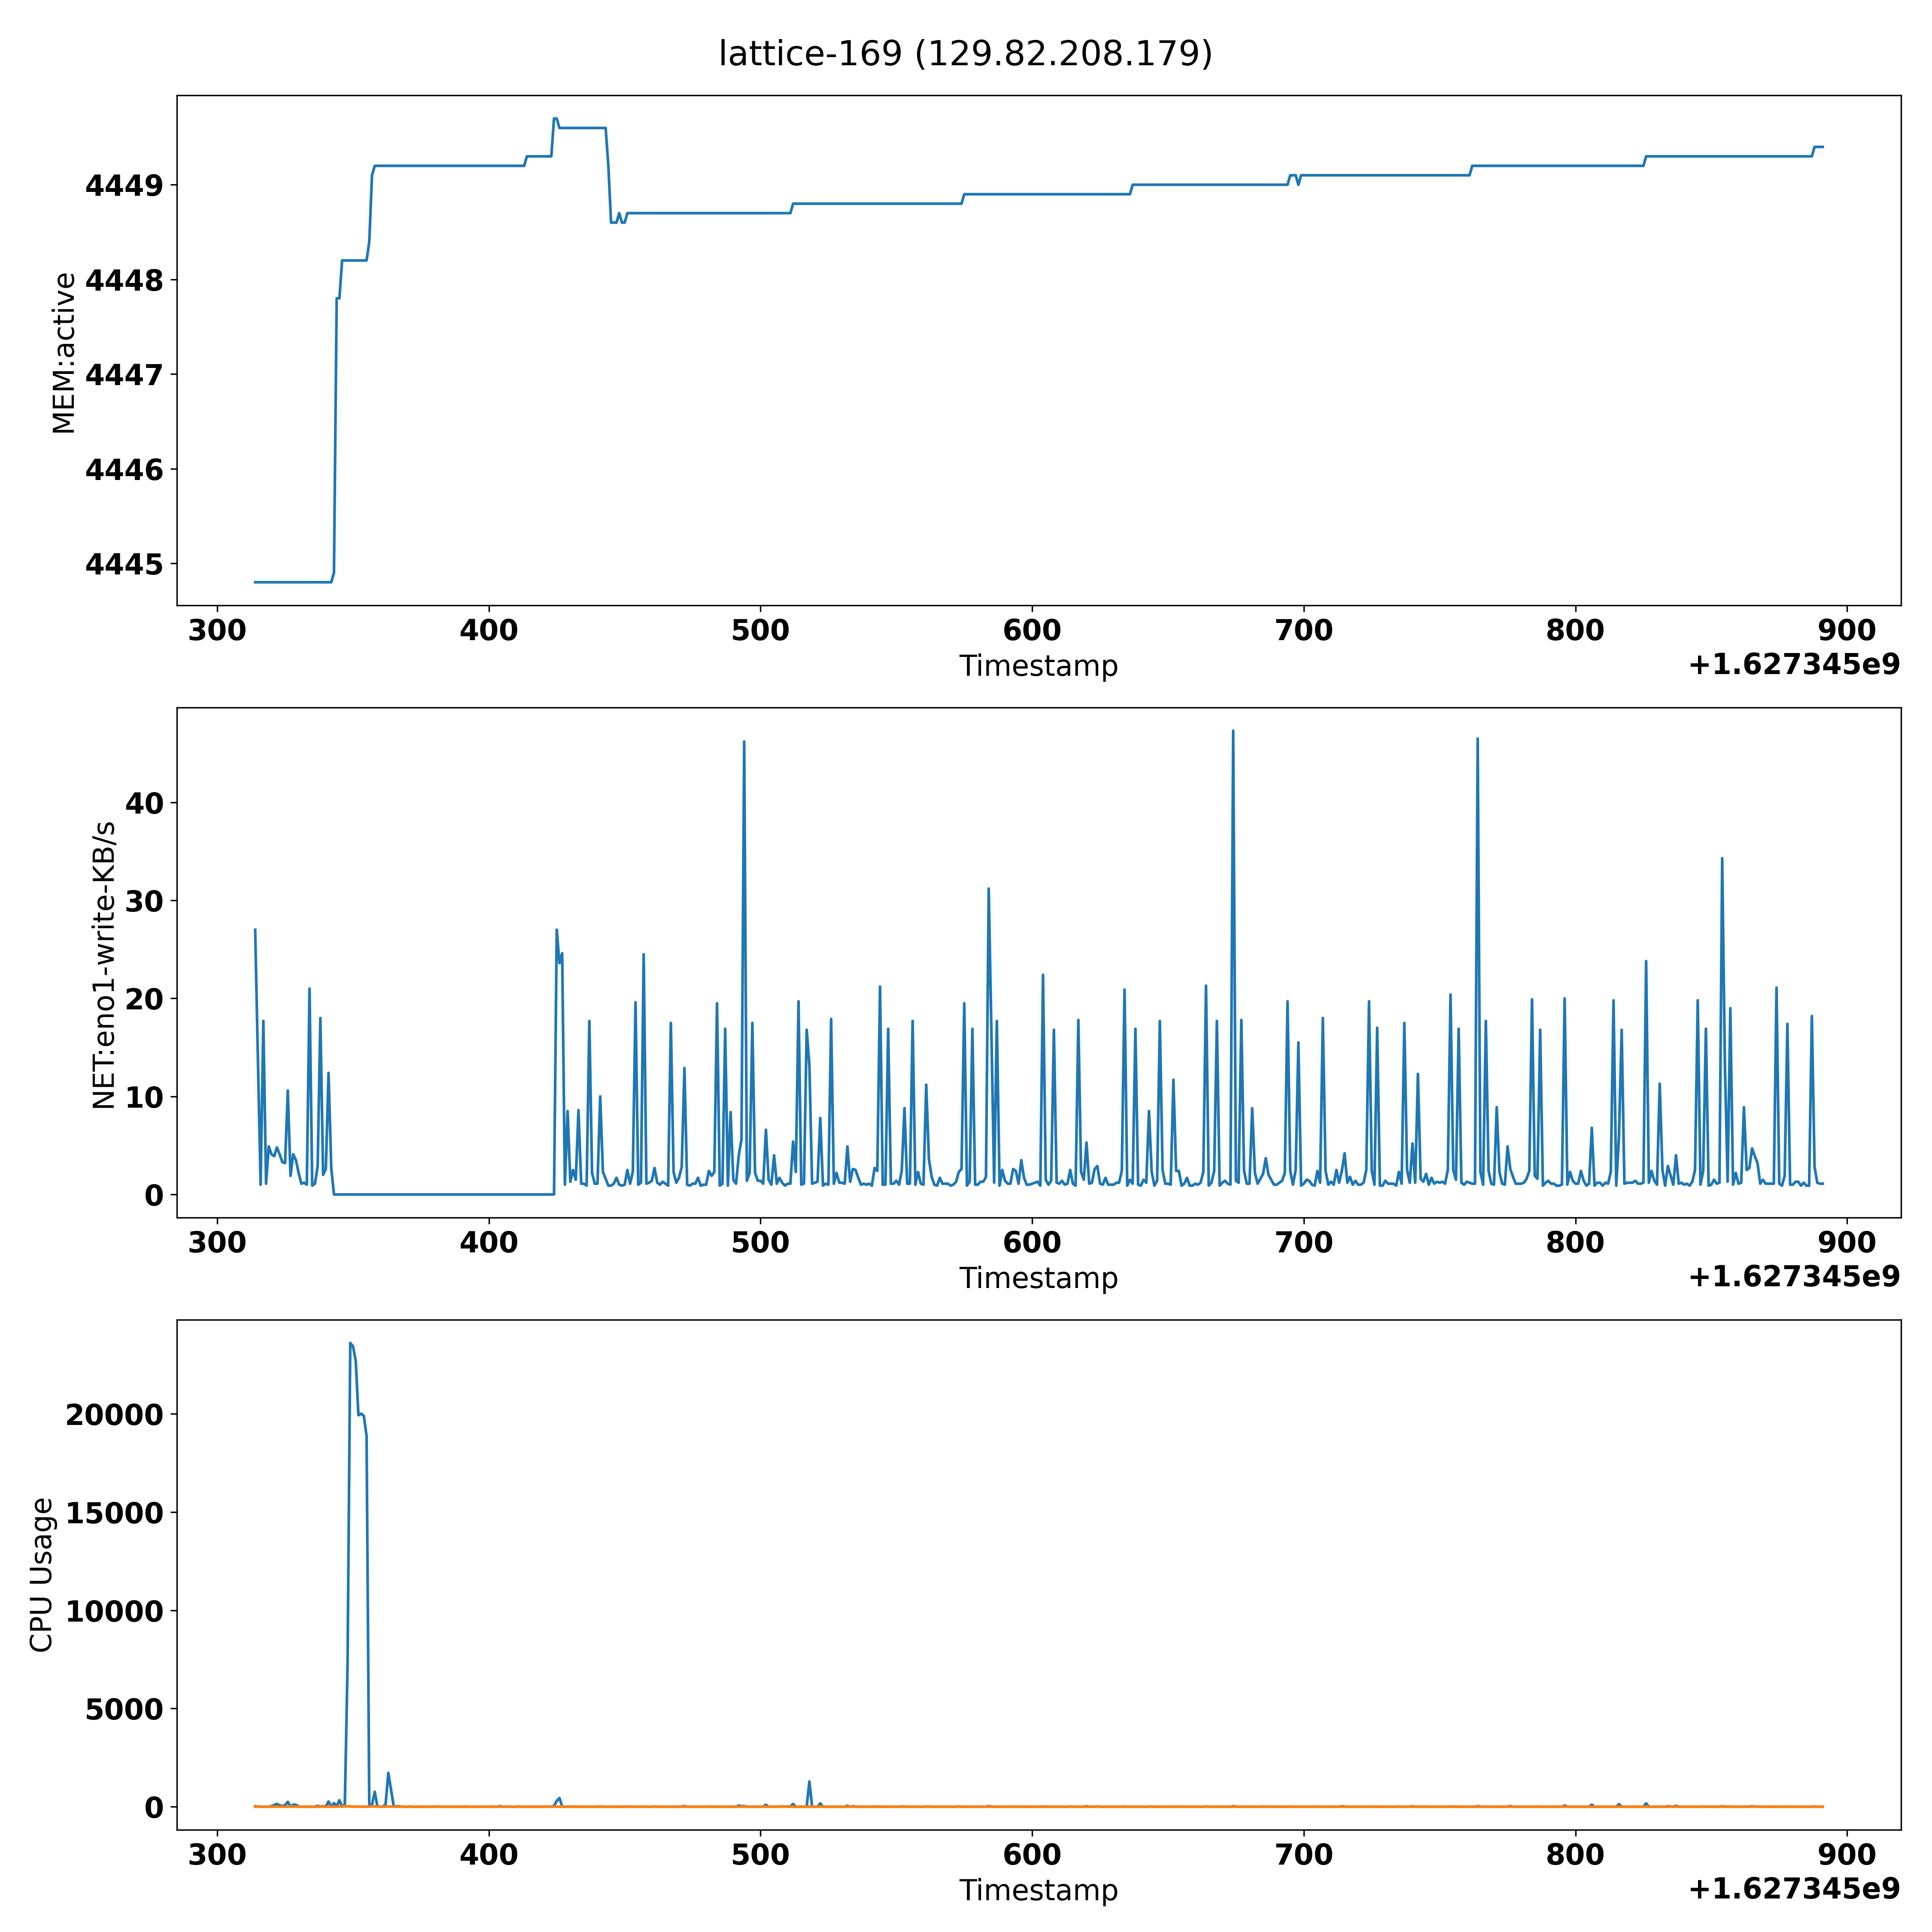 lattice-169 (129.82.208.179)
MEM:active
4449
4448
4447
4446
4445
300 400 500 600 700 800 900
Timestamp
+1.627345e9
NET:eno1-write-KB/s
40
30
20
10
0
300 400 500 600 700 800 900
Timestamp
+1.627345e9
CPU Usage
20000
15000
10000
5000
0
300 400 500 600 700 800 900
Timestamp
+1.627345e9